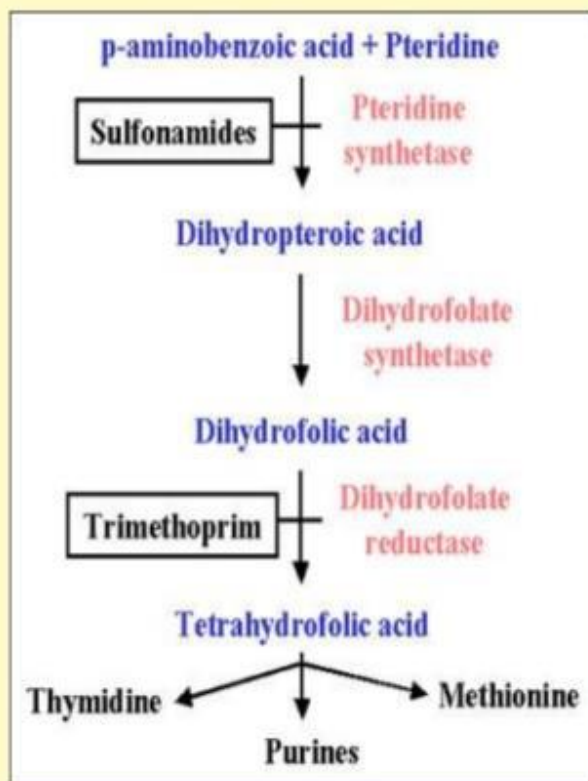 p-aminobenzoic acid + Pteridine
Sulfonamides
Pteridine
synthetase
Dihydropteroic acid
Dihydrofolate
synthetase
Dihydrofolic acid
Trimethoprim
Dihydrofolate
reductase
Tetrahydrofolic acid
Thymidine
Methionine
Purines